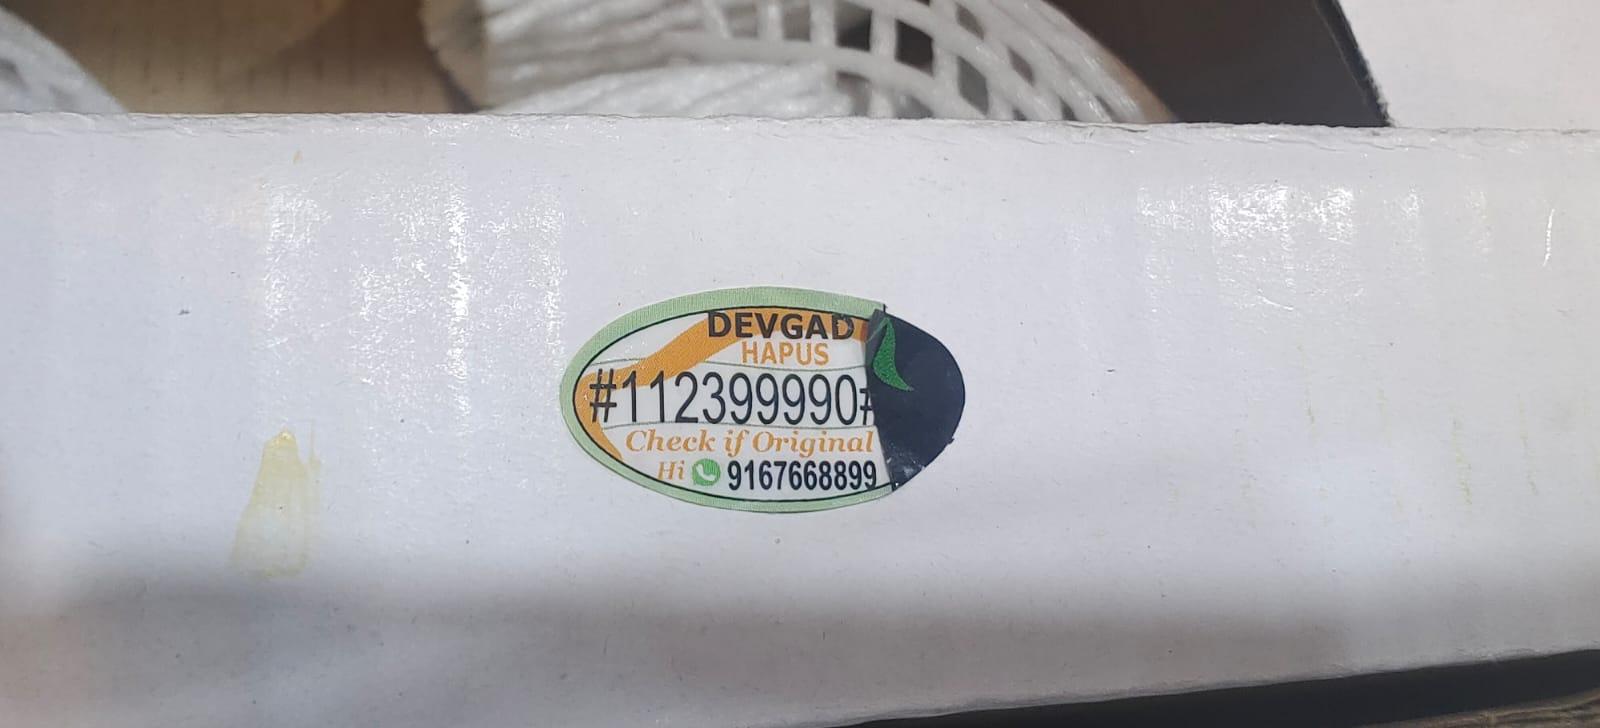 DEVGAD
HAPUS
#112399990#
Check if Original
Hi 9167668899